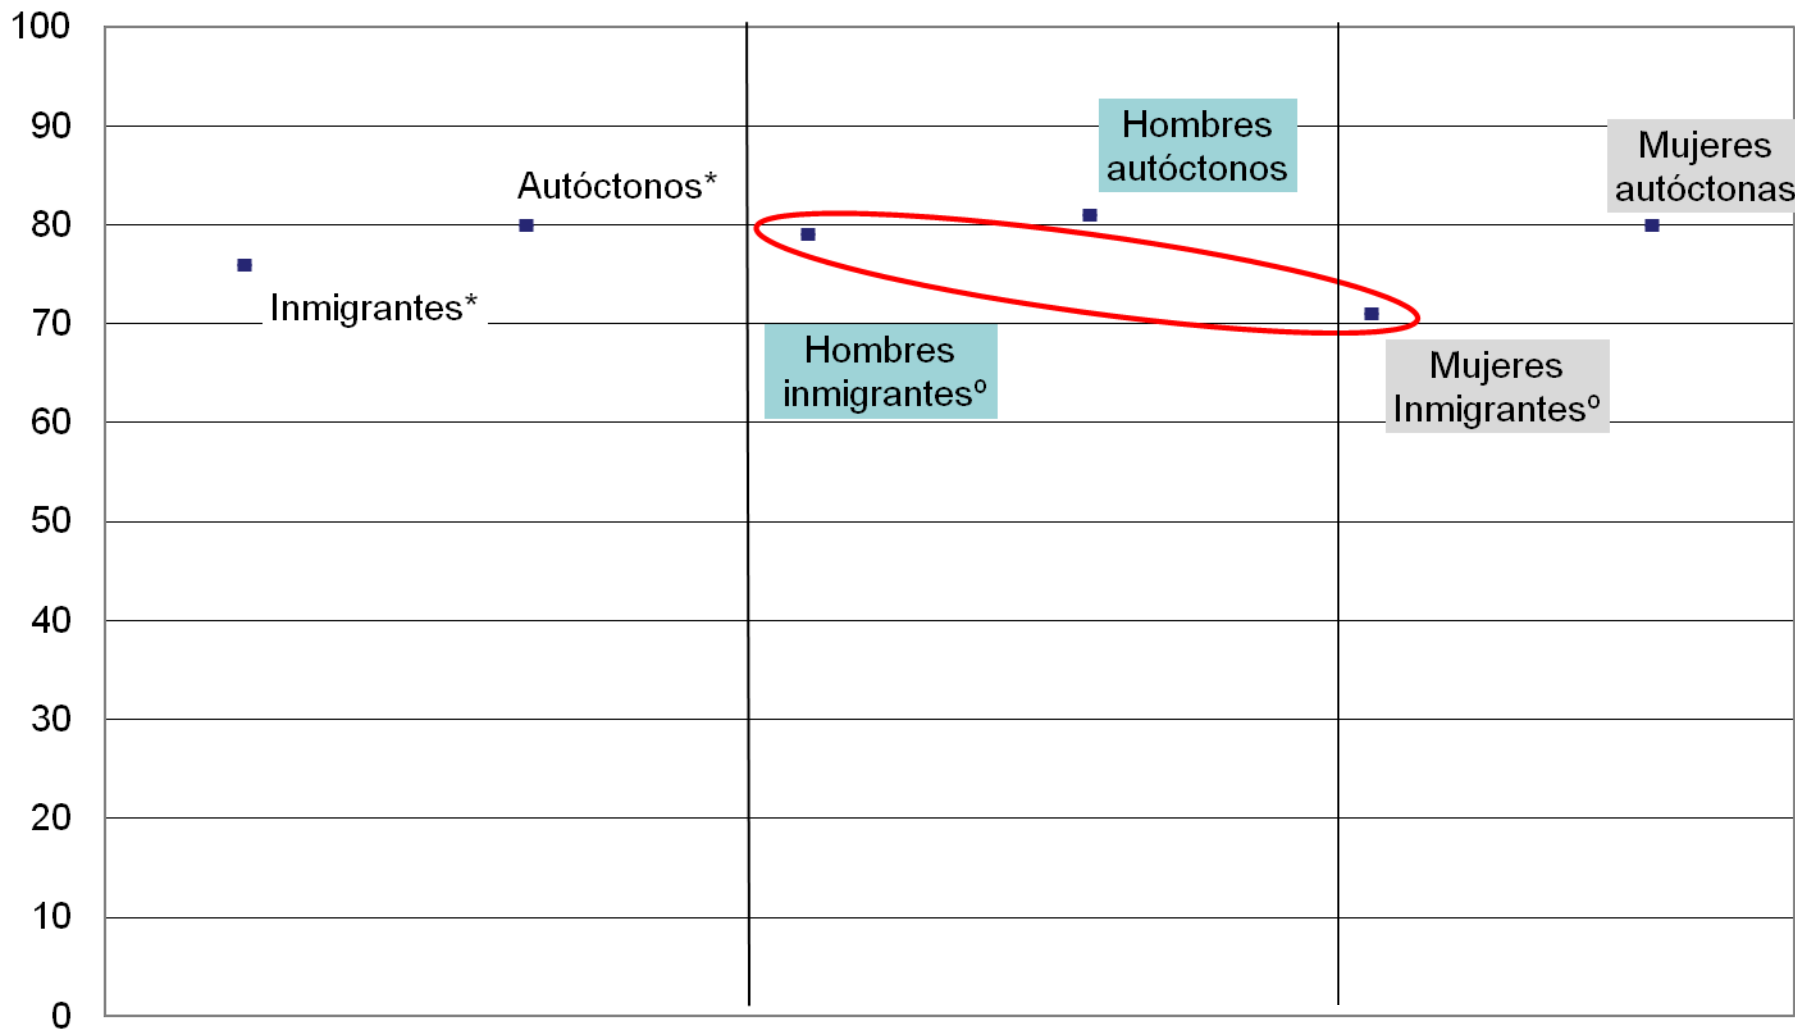 100
90
80
70
60
50
40
30
20
10
0
Autóctonos*
Inmigrantes*
Hombres
autóctonos
Hombres
inmigrantesº
Mujeres
autóctonas
Mujeres
Inmigrantesº